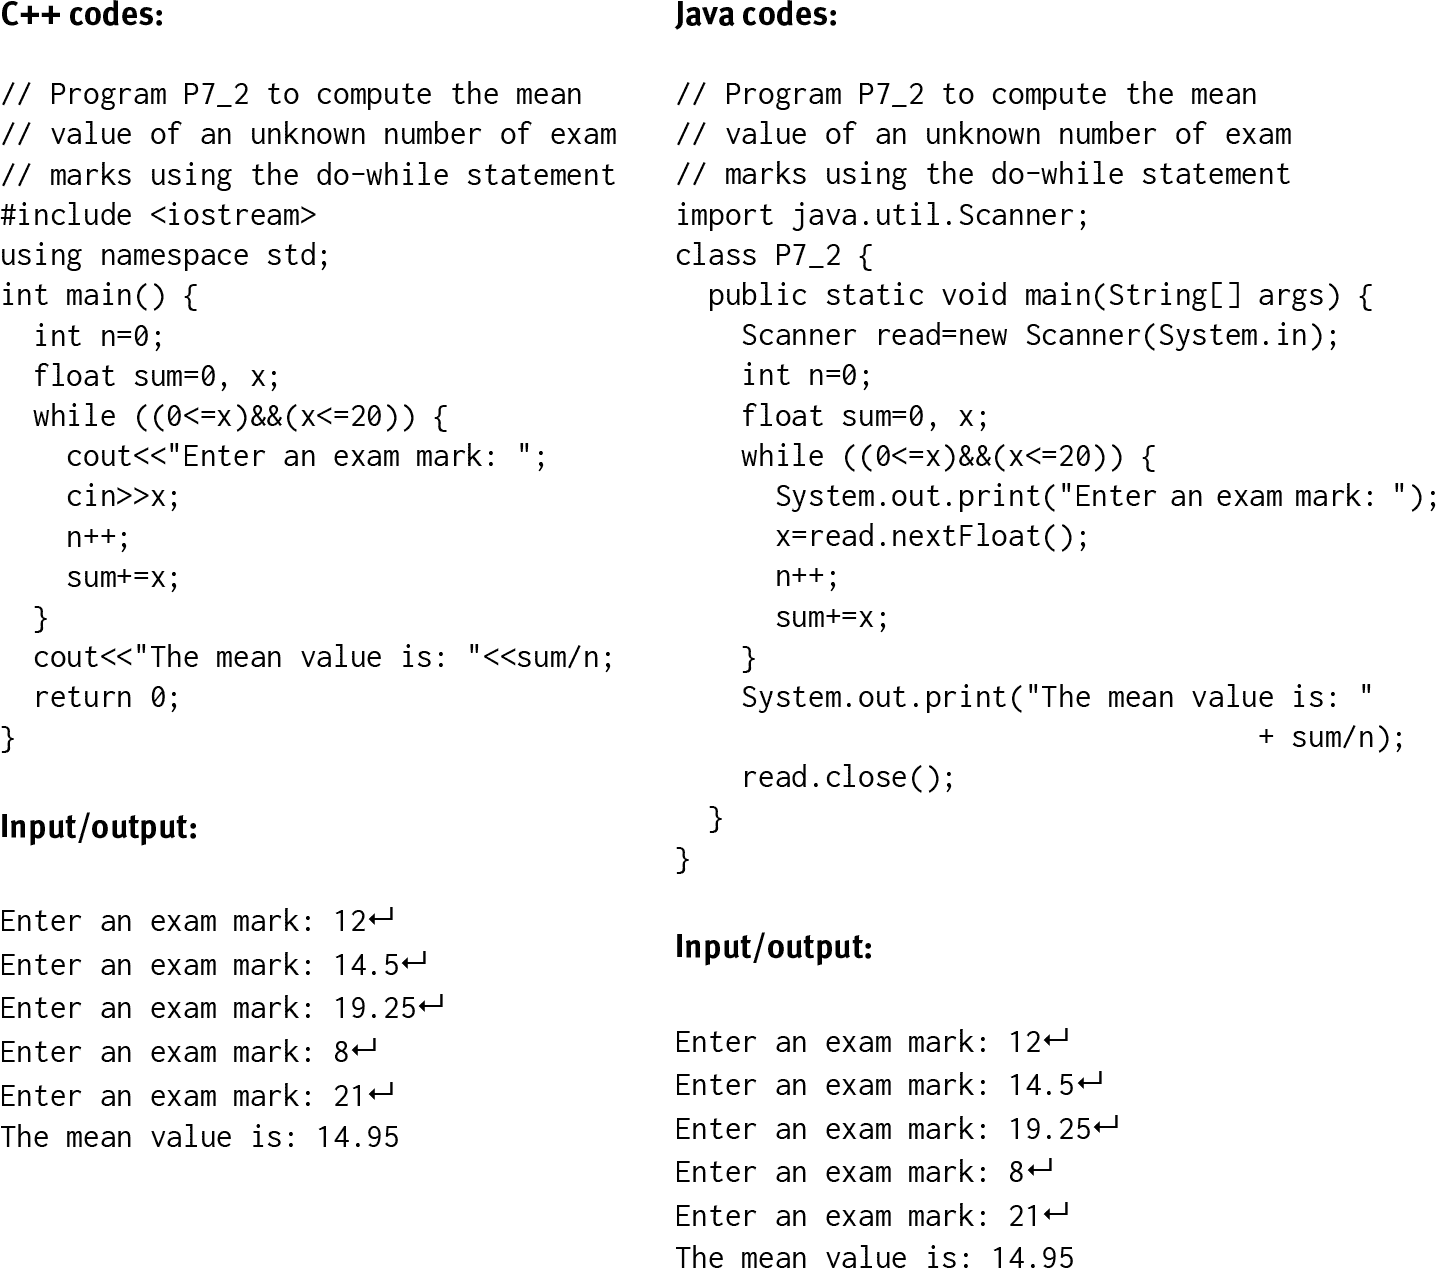 C++ codes:
// Program P7_2 to compute the mean
// value of an unknown number of exam
// marks using the do-while statement
#include <iostream>
using namespace std;
int main() {
  int n=0;
  float sum=0, x;
  while ((0<=x)&&(x<=20)) {
    cout<<"Enter an exam mark: ";
    cin>>x;
    n++;
    sum+=x;
  }
  cout<<"The mean value is: "<<sum/n;
  return 0;
}
Input/output:
Enter an exam mark: 12↵
Enter an exam mark: 14.5↵
Enter an exam mark: 19.25↵
Enter an exam mark: 8↵
Enter an exam mark: 21↵
The mean value is: 14.95
Java codes:
// Program P7_2 to compute the mean
// value of an unknown number of exam
// marks using the do-while statement
import java.util.Scanner;
class P7_2 {
  public static void main(String[] args) {
    Scanner read=new Scanner(System.in);
    int n=0;
    float sum=0, x;
    while ((0<=x)&&(x<=20)) {
      System.out.print("Enter an exam mark: ");
      x=read.nextFloat();
      n++;
      sum+=x;
    }
    System.out.print("The mean value is: "
                                   + sum/n);
    read.close();
  }
}
Input/output:
Enter an exam mark: 12↵
Enter an exam mark: 14.5↵
Enter an exam mark: 19.25↵
Enter an exam mark: 8↵
Enter an exam mark: 21↵
The mean value is: 14.95